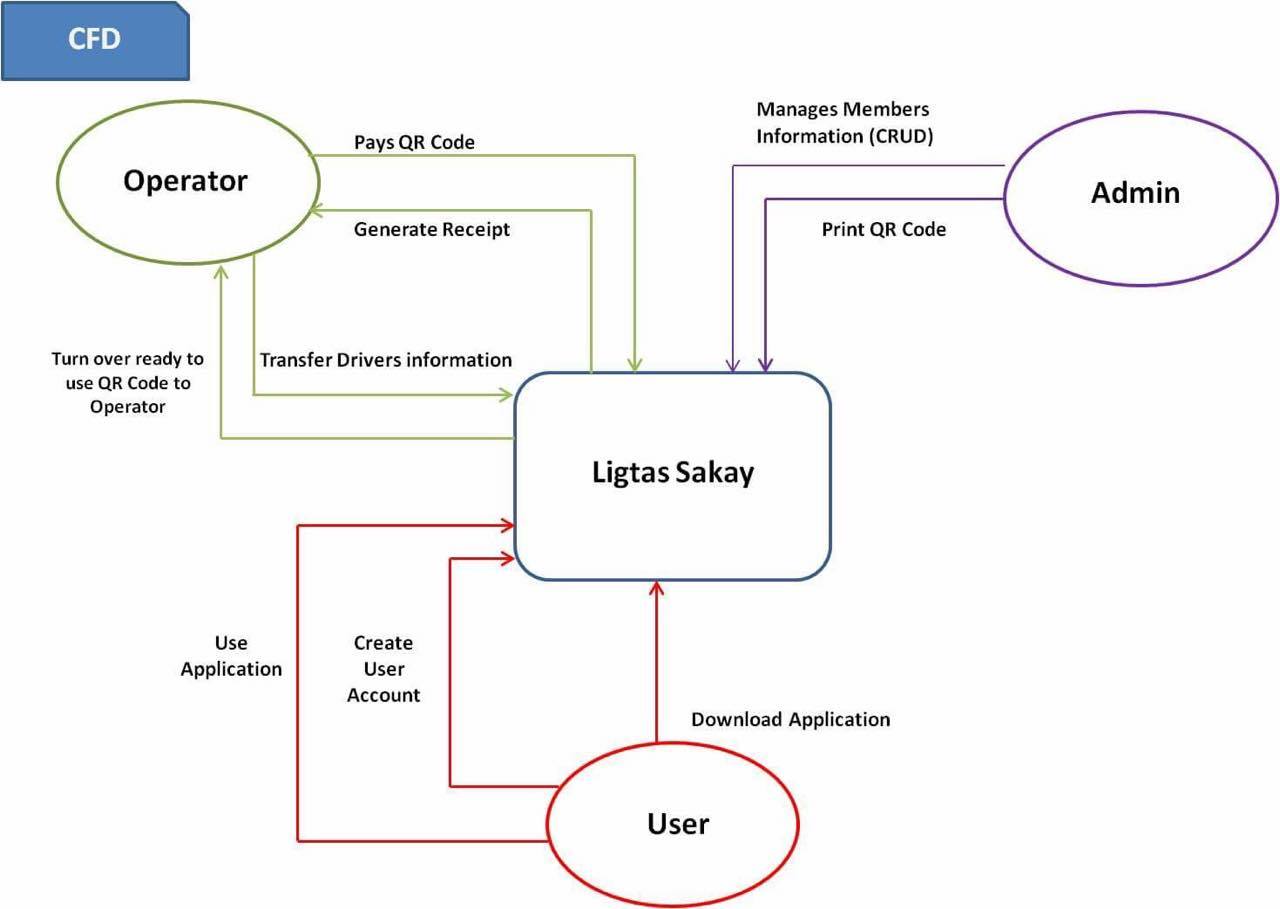 CFD
Operator
Pays QR Code
Generate Receipt
Manages Members
Information (CRUD)
Admin
Print QR Code
Turn over ready to
use QR Code to
Operator
Transfer Drivers information
Ligtas Sakay
Use
Application
Create
User
Account
Download Application
User